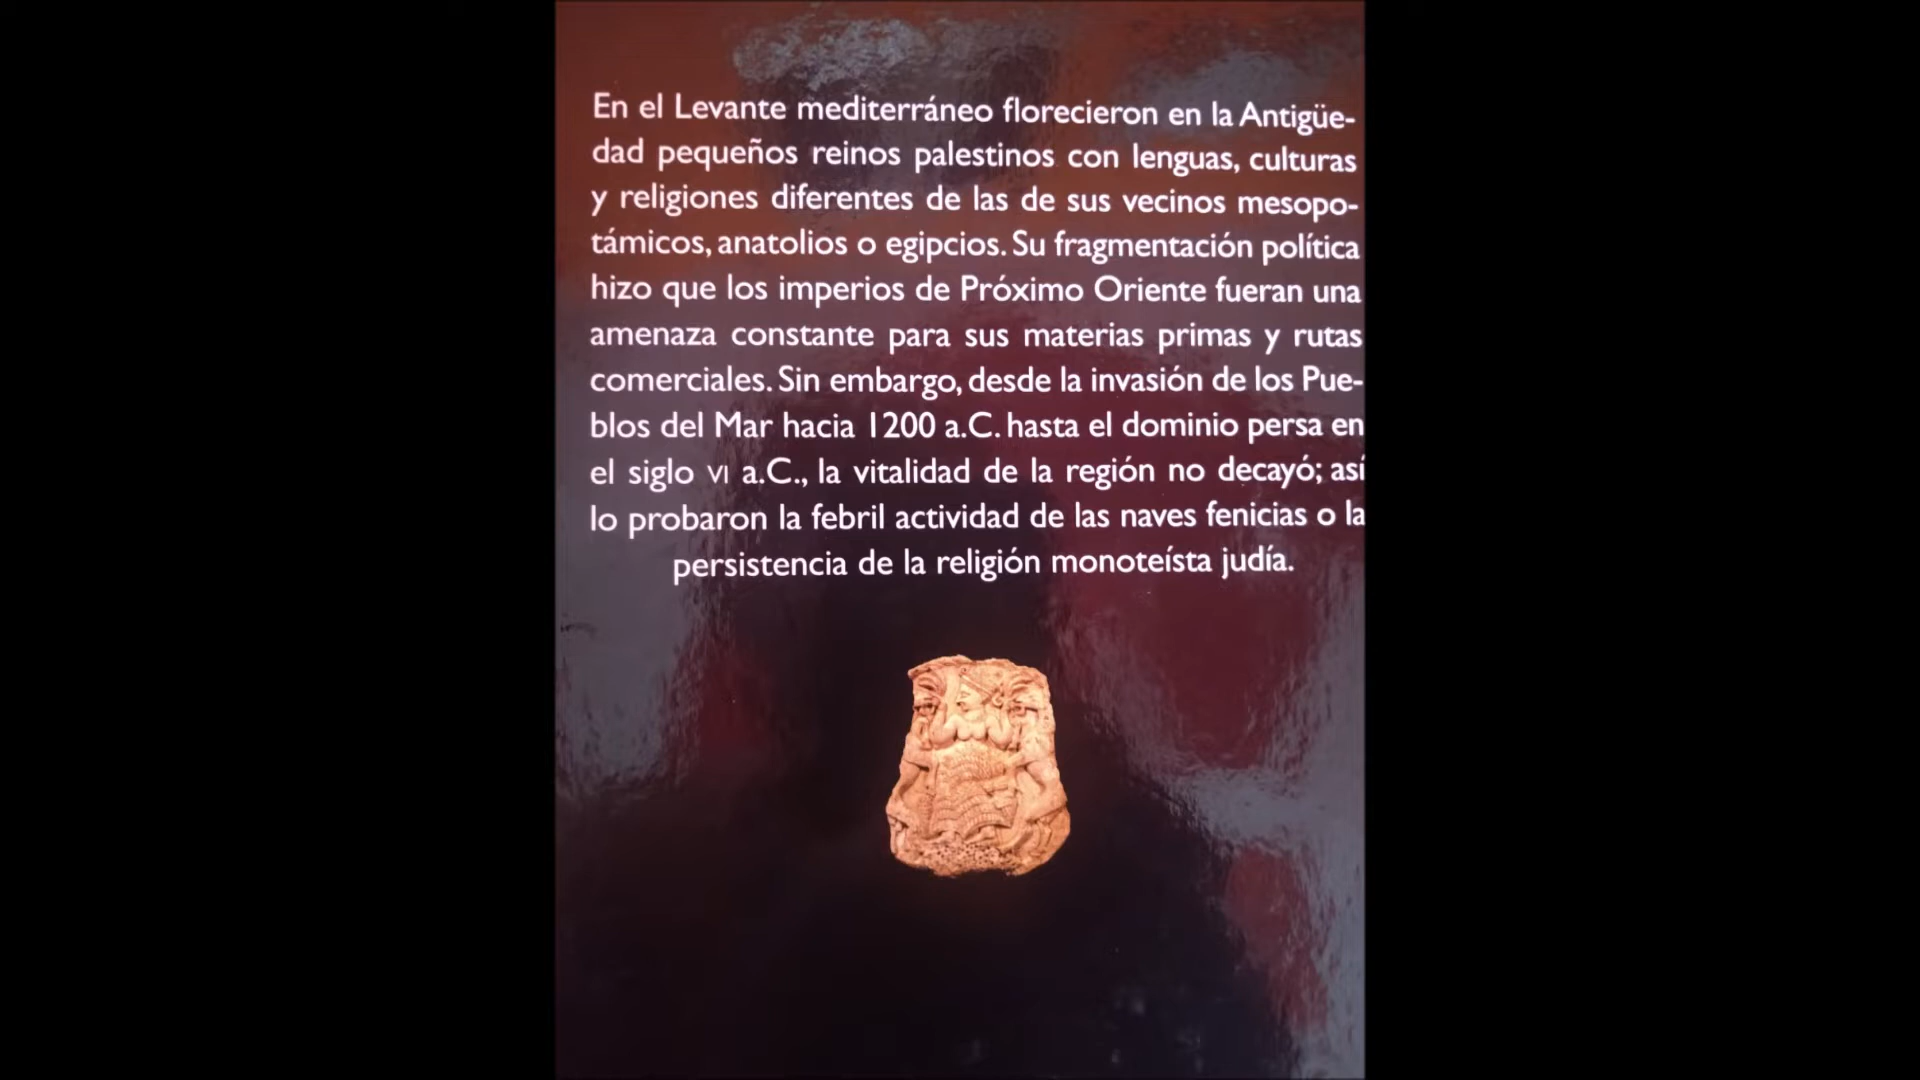 En el Levante mediterráneo florecieron en la Antigüe-
dad pequeños reinos palestinos con lenguas, culturas
y religiones diferentes de las de sus vecinos mesopo-
támicos, anatolios o egipcios. Su fragmentación política
hizo que los imperios de Próximo Oriente fueran una
amenaza constante para sus materias primas y rutas
comerciales. Sin embargo, desde la invasión de los Pue-
blos del Mar hacia 1200 a.C. hasta el dominio persa en
el siglo VI a.C., la vitalidad de la región no decayó; así
lo probaron la febril actividad de las naves fenicias o la
persistencia de la religión monoteísta judía.